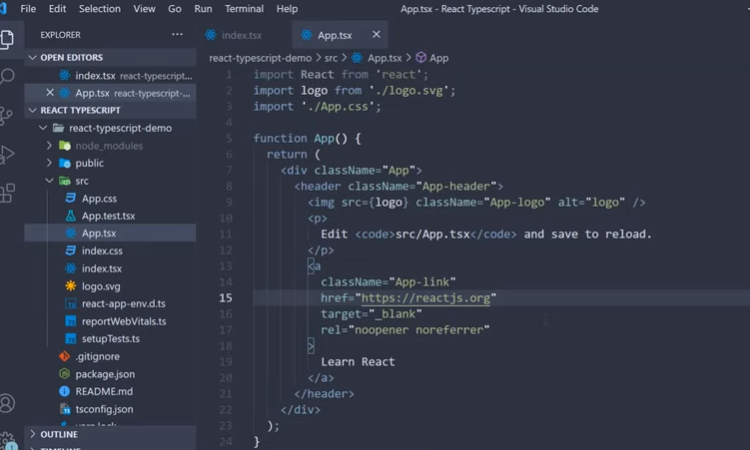 File Edit Selection View Go Run Terminal Help App.tsx - React Typescript - Visual Studio Code
EXPLORER ···
OPEN EDITORS
index.tsx react-typescript...
× App.tsx react-typescript-...
REACT TYPESCRIPT
react-typescript-demo
node_modules
public
src
App.css
App.test.tsx
App.tsx
index.css
index.tsx
logo.svg
react-app-env.d.ts
reportWebVitals.ts
setupTests.ts
.gitignore
package.json
README.md
tsconfig.json
yarn.lock
OUTLINE
TIMELINE
index.tsx App.tsx ×
react-typescript-demo > src > App.tsx > App
1 import React from 'react';
2 import logo from './logo.svg';
3 import './App.css';
4
5 function App() {
6 return (
7 <div className="App">
8 <header className="App-header">
9 <img src={logo} className="App-logo" alt="logo" />
10 <p>
11 Edit <code>src/App.tsx</code> and save to reload.
12 </p>
13 <a
14 className="App-link"
15 href="https://reactjs.org"
16 target="_blank"
17 rel="noopener noreferrer"
18 >
19 Learn React
20 </a>
21 </header>
22 </div>
23 );
24 }